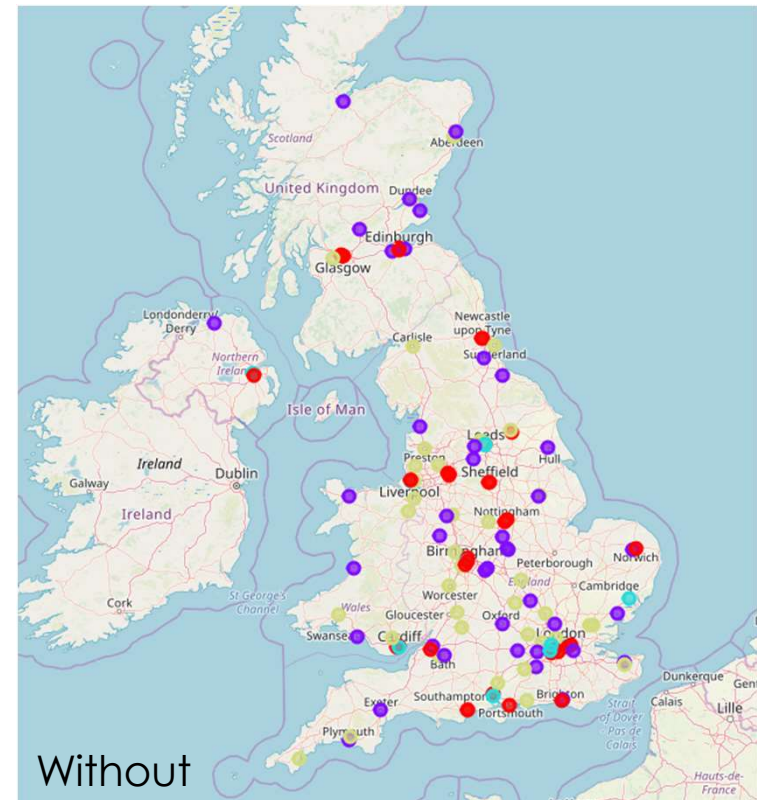 Scotland
Aberdeen
United Kingdom
Dundee
Edinburgh
Glasgow
Londonderry/
Derry
Newcastle
upon Tyne
Carlisle
Sunderland
Northern
Ireland
Isle of Man
Leeds
Preston
Hull
Ireland
Dublin
Sheffield
Galway
Liverpool
Ireland
Nottingham
Birmingham
Norwich
Peterborough
England
Cambridge
Cork
St George's
Channel
Worcester
Wales
Gloucester
Oxford
Swansea
Cardiff
London
Bath
Dunkerque
Gen
Exeter
Southampton
Brighton
Calais
Lille
Portsmouth
Strait
of Dover
- Pas de
Calais
Plymouth
Hauts-de-
France
Without